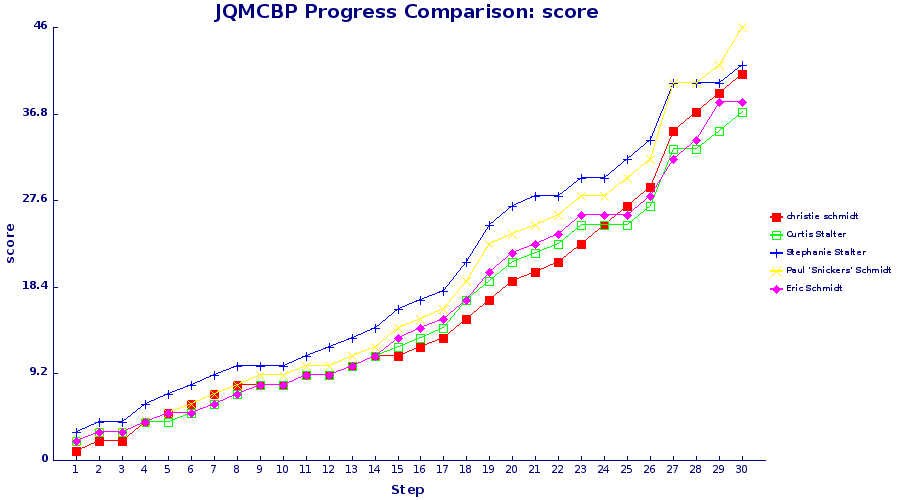 JQMCBP Progress Comparison: score
46
36.8
27.6
18.4
9.2
0
score
1 2 3 4 5 6 7 8 9 10 11 12 13 14 15 16 17 18 19 20 21 22 23 24 25 26 27 28 29 30
Step
christie schmidt
Curtis Stalter
Stephanie Stalter
Paul 'Snickers' Schmidt
Eric Schmidt